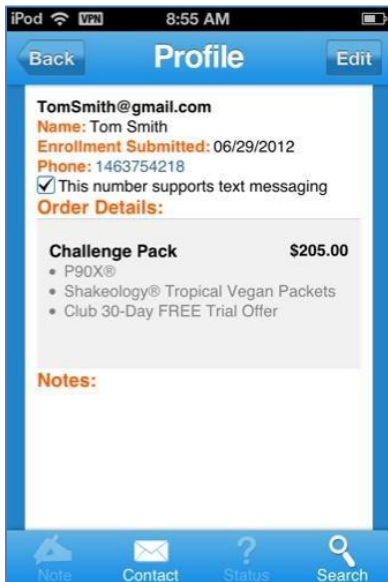 iPod VPN 8:55 AM
Back Profile Edit
TomSmith@gmail.com
Name: Tom Smith
Enrollment Submitted: 06/29/2012
Phone: 1463754218
This number supports text messaging
Order Details:
Challenge Pack $205.00
• P90X®
• Shakeology® Tropical Vegan Packets
• Club 30-Day FREE Trial Offer
Notes:
Note Contact Status Search